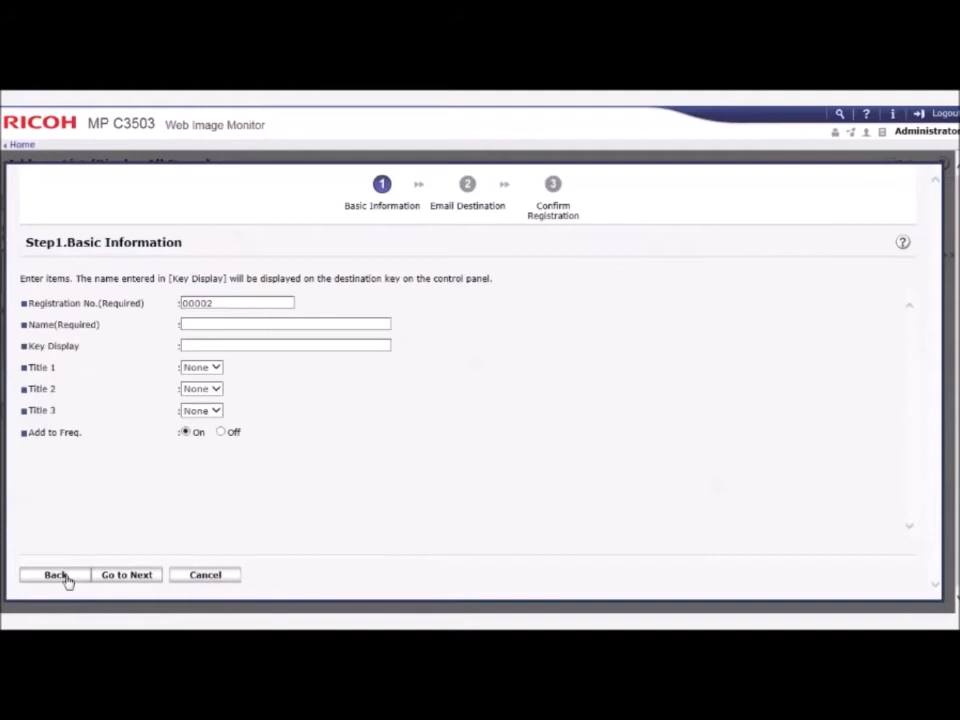 RICOH MP C3503 Web Image Monitor
Logout
Administrator
Home
1 2 3
Basic Information Email Destination Confirm Registration
Step1.Basic Information
Enter items. The name entered in [Key Display] will be displayed on the destination key on the control panel.
Registration No.(Required) :00002
Name(Required) :
Key Display :
Title 1 :None
Title 2 :None
Title 3 :None
Add to Freq. :On Off
Back Go to Next Cancel